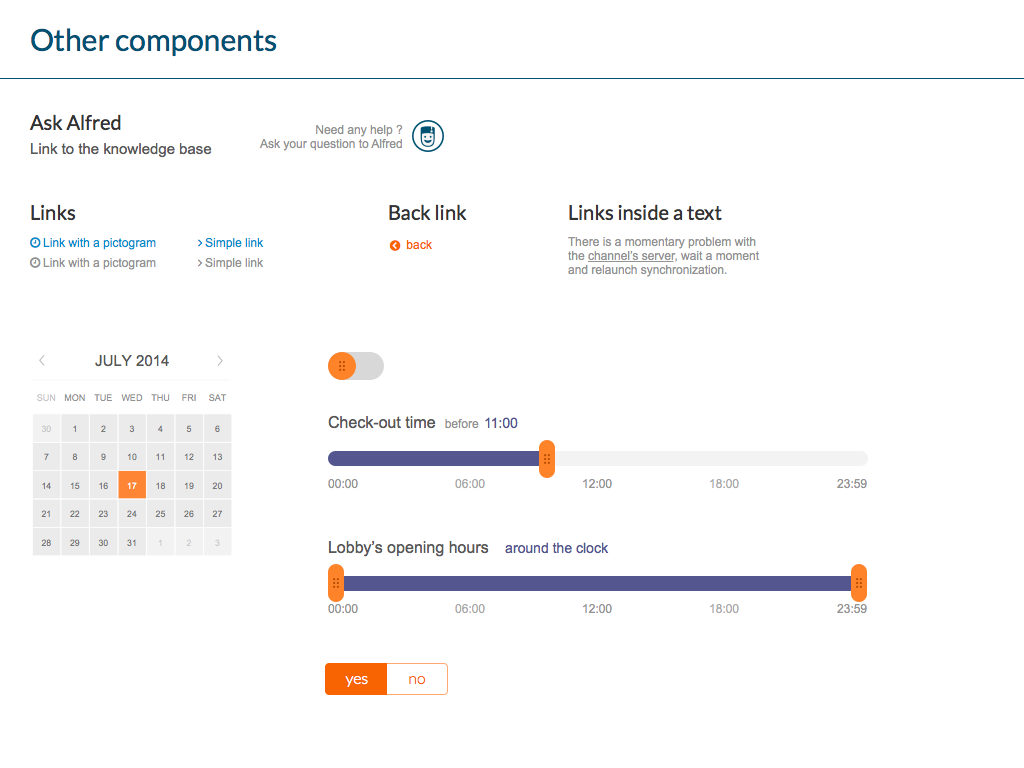 Other components
Ask Alfred
Link to the knowledge base
Need any help ?
Ask your question to Alfred
Links
Link with a pictogram
Simple link
Link with a pictogram
Simple link
Back link
back
Links inside a text
There is a momentary problem with
the channel's server, wait a moment
and relaunch synchronization.
JULY 2014
SUN MON TUE WED THU FRI SAT
30 1 2 3 4 5 6
7 8 9 10 11 12 13
14 15 16 17 18 19 20
21 22 23 24 25 26 27
28 29 30 31 1 2 3
Check-out time before 11:00
00:00 06:00 12:00 18:00 23:59
Lobby's opening hours around the clock
00:00 06:00 12:00 18:00 23:59
yes no